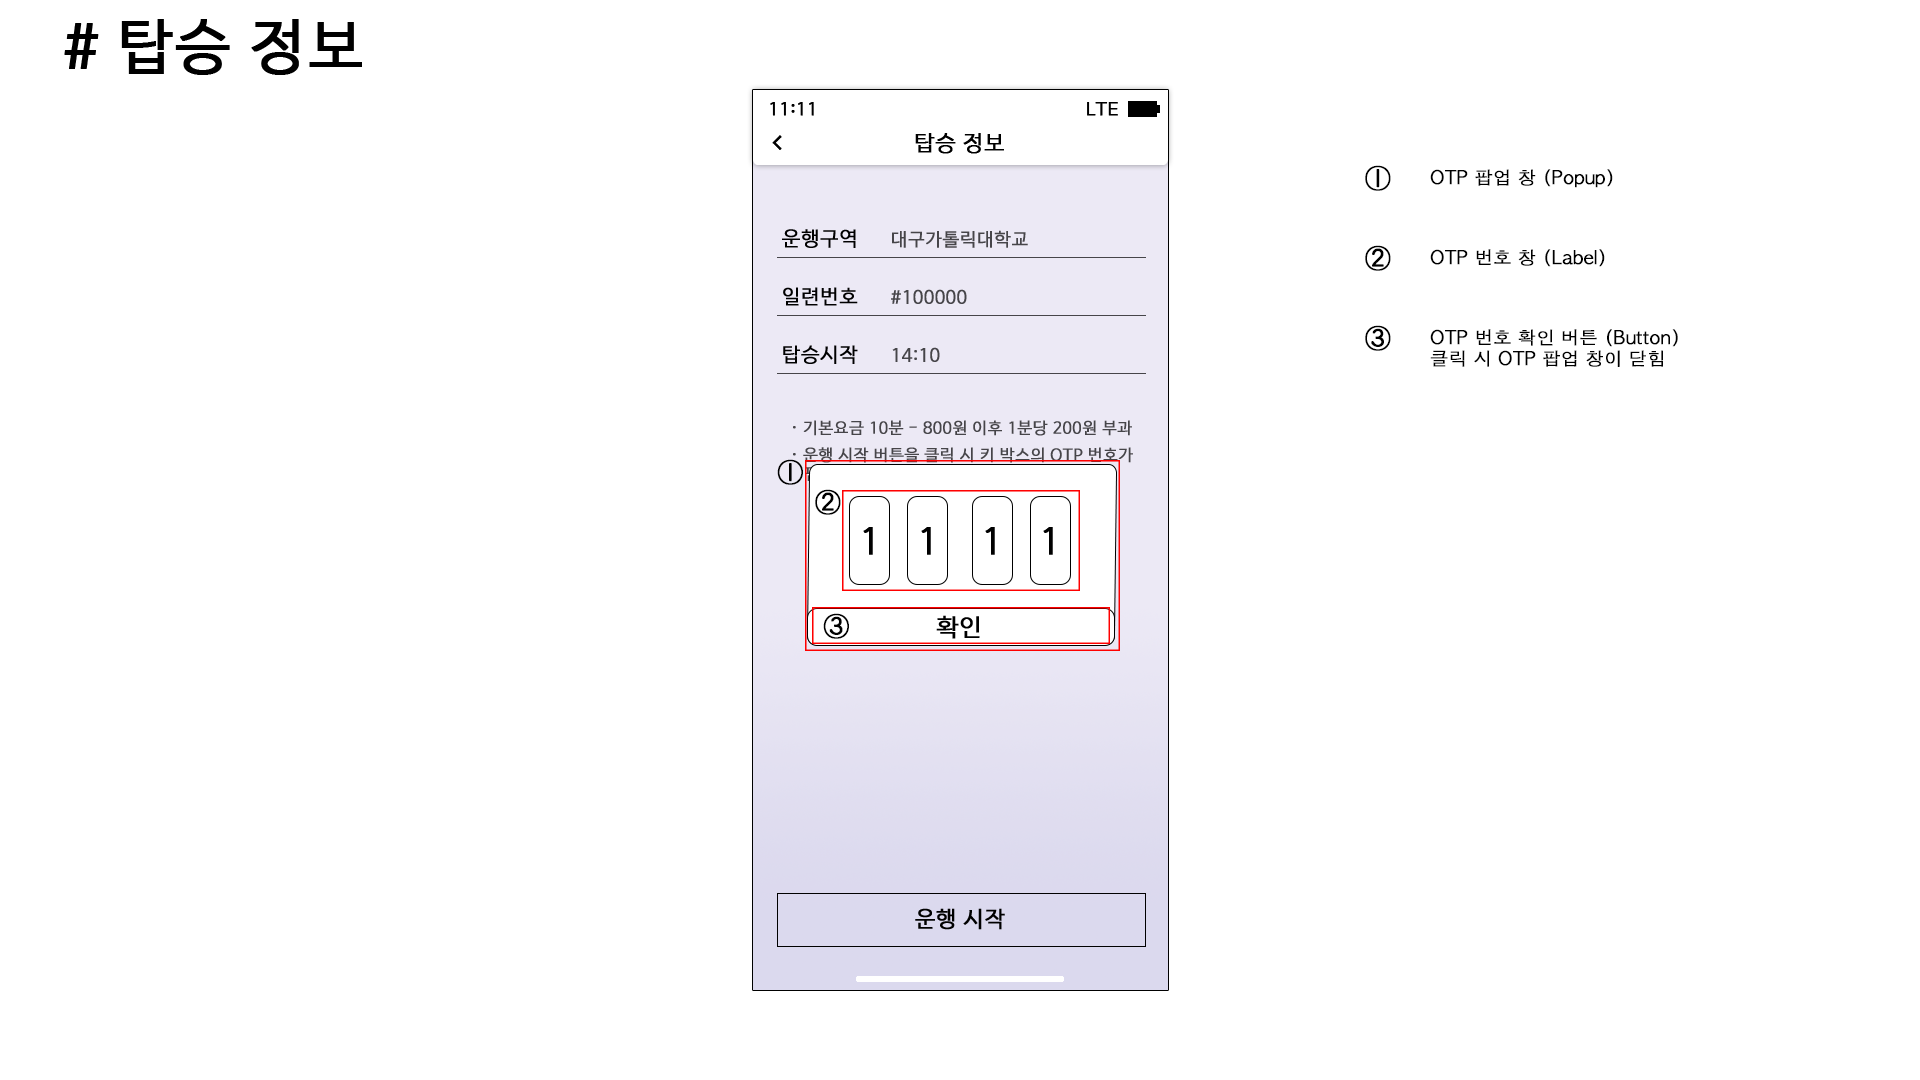 # 탑승 정보
11:11
LTE
탑승 정보
운행구역 대구가톨릭대학교
일련번호 #100000
탑승시작 14:10
· 기본요금 10분 - 800원 이후 1분당 200원 부과
· 운행 시작 버튼을 클릭 시 키 박스의 OTP 번호가
①
②
1 1 1 1
③ 확인
운행 시작
① OTP 팝업 창 (Popup)
② OTP 번호 창 (Label)
③ OTP 번호 확인 버튼 (Button)
클릭 시 OTP 팝업 창이 닫힘